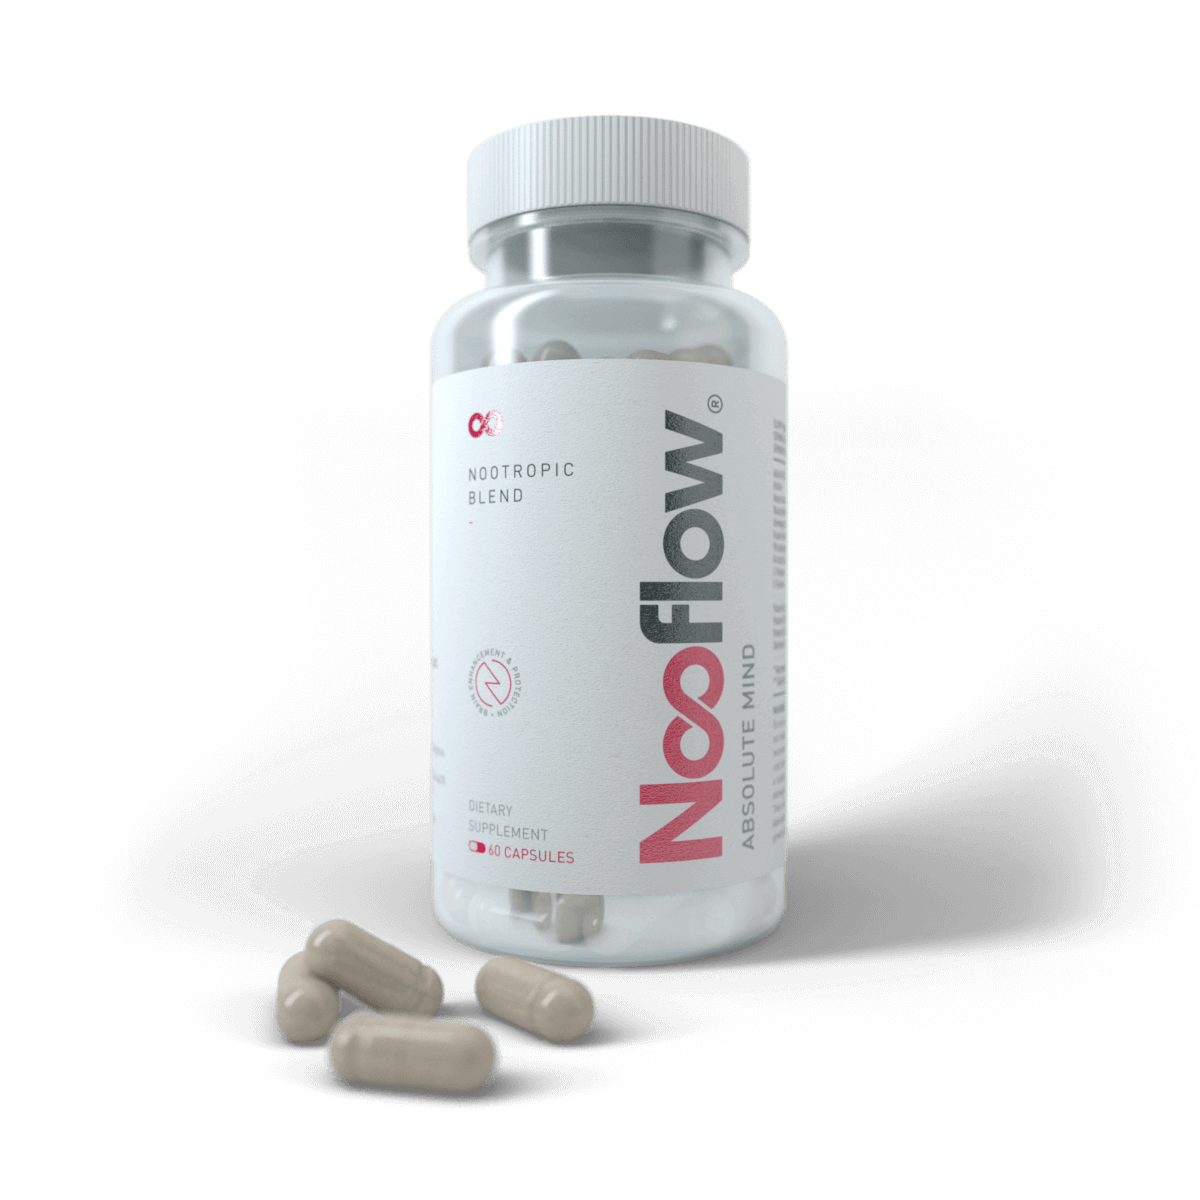 NOOTROPIC
BLEND
BRAIN ENHANCEMENT & PROTECTION •
DIETARY
SUPPLEMENT
60 CAPSULES
Nooflow®
ABSOLUTE MIND